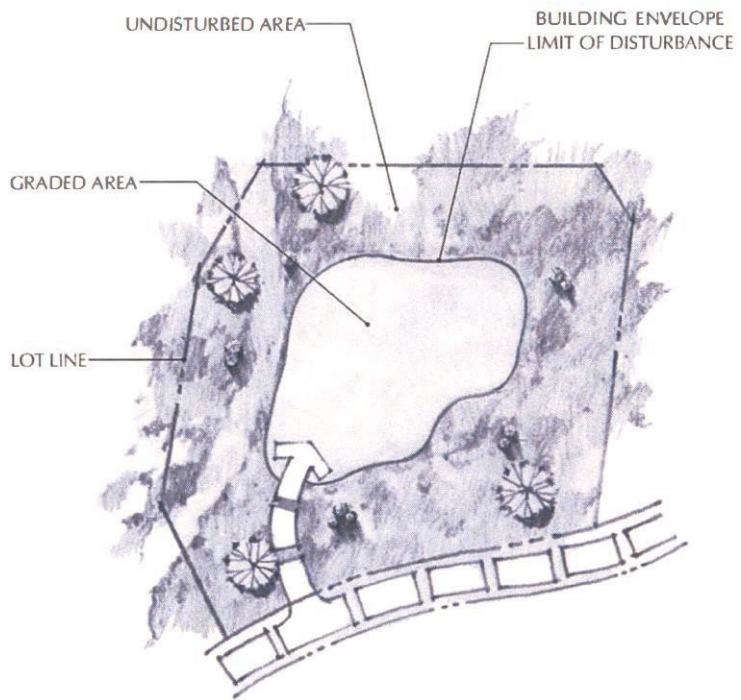 UNDISTURBED AREA
BUILDING ENVELOPE
LIMIT OF DISTURBANCE
GRADED AREA
LOT LINE